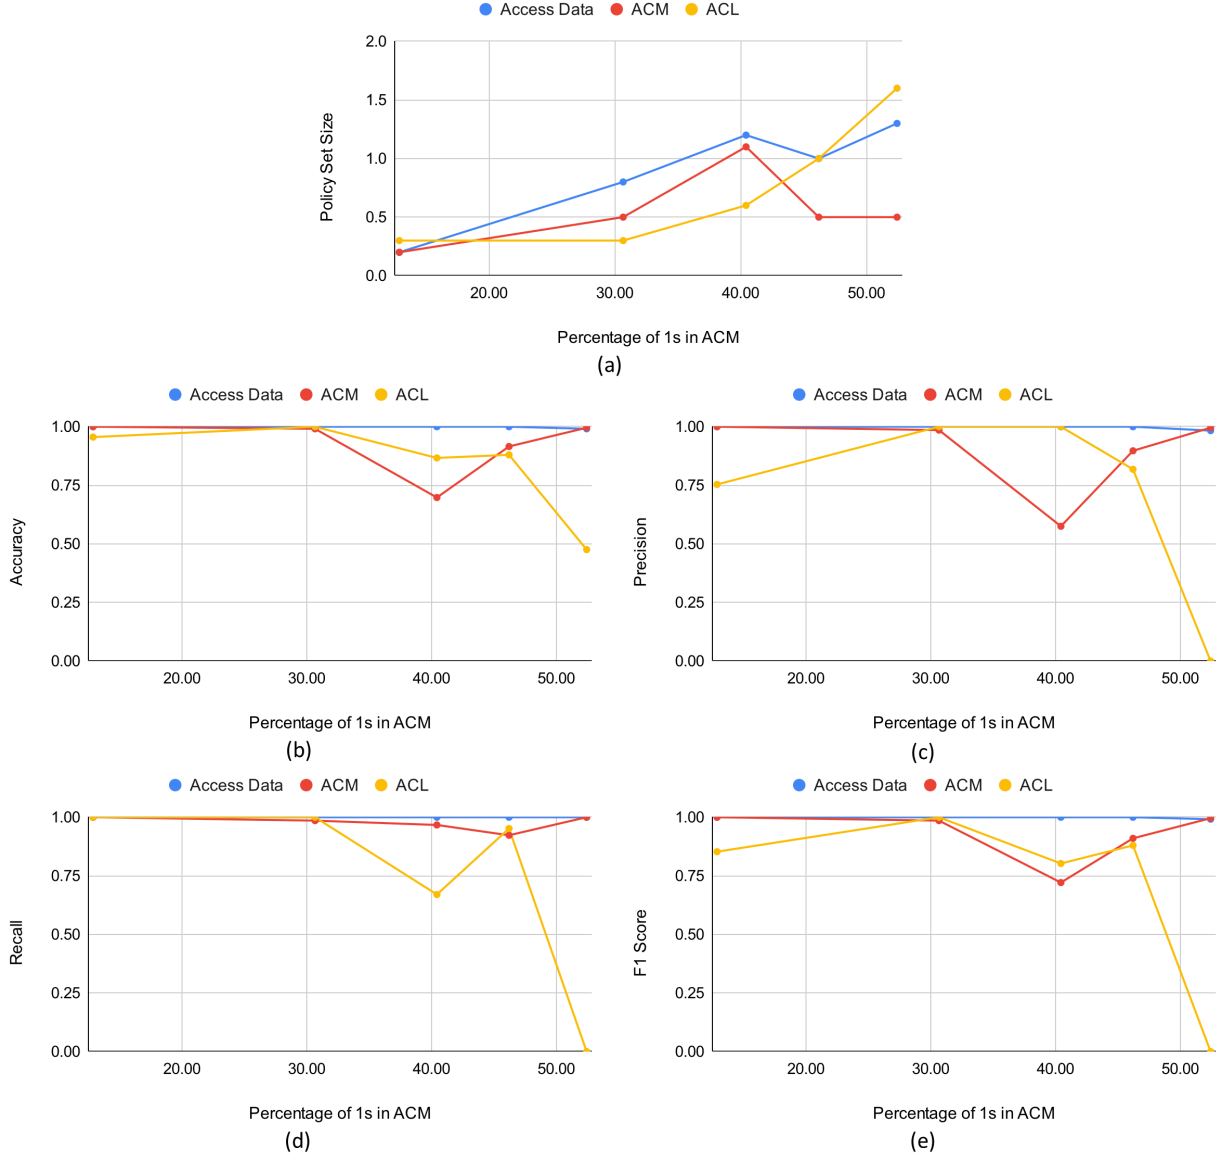 Access Data ACM ACL
2.0
1.5
1.0
0.5
0.0
Policy Set Size
20.00 30.00 40.00 50.00
Percentage of 1s in ACM
(a)
Access Data ACM ACL
1.00
0.75
0.50
0.25
0.00
Accuracy
20.00 30.00 40.00 50.00
Percentage of 1s in ACM
(b)
Access Data ACM ACL
1.00
0.75
0.50
0.25
0.00
Precision
20.00 30.00 40.00 50.00
Percentage of 1s in ACM
(c)
Access Data ACM ACL
1.00
0.75
0.50
0.25
0.00
Recall
20.00 30.00 40.00 50.00
Percentage of 1s in ACM
(d)
Access Data ACM ACL
1.00
0.75
0.50
0.25
0.00
F1 Score
20.00 30.00 40.00 50.00
Percentage of 1s in ACM
(e)